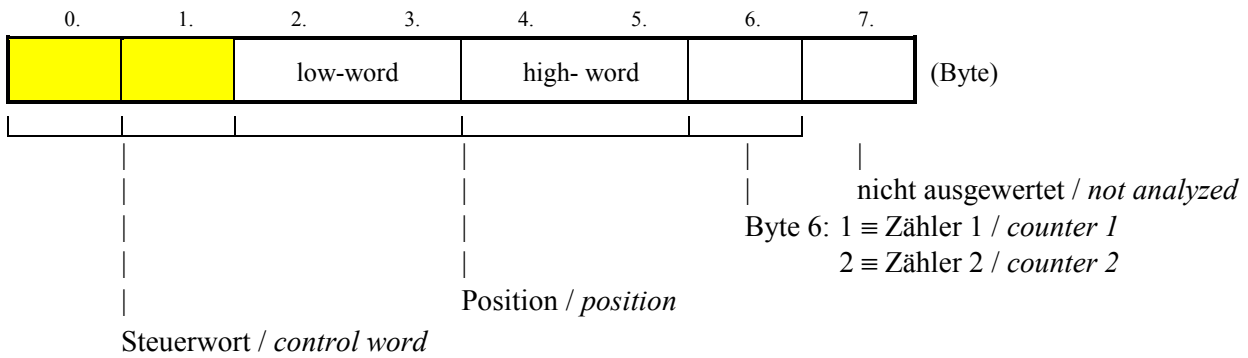 0. 1. 2. 3. 4. 5. 6. 7.
low-word high- word (Byte)
nicht ausgewertet / not analyzed
Byte 6: 1 ≡ Zähler 1 / counter 1
2 ≡ Zähler 2 / counter 2
Position / position
Steuerwort / control word